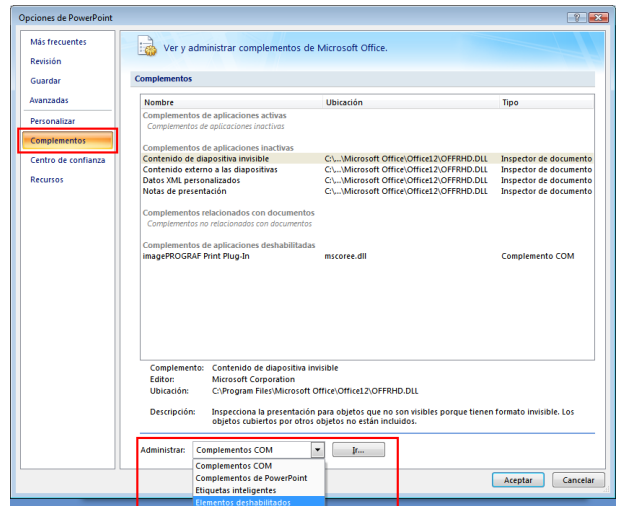 Opciones de PowerPoint
Más frecuentes
Revisión
Guardar
Avanzadas
Personalizar
Complementos
Centro de confianza
Recursos
Ver y administrar complementos de Microsoft Office.
Complementos
Nombre Ubicación Tipo
Complementos de aplicaciones activas
Complementos de aplicaciones inactivas
Complementos de aplicaciones inactivas
Contenido de diapositiva invisible C:\...\Microsoft Office\Office12\OFFRHD.DLL Inspector de documento
Contenido externo a las diapositivas C:\...\Microsoft Office\Office12\OFFRHD.DLL Inspector de documento
Datos XML personalizados C:\...\Microsoft Office\Office12\OFFRHD.DLL Inspector de documento
Notas de presentación C:\...\Microsoft Office\Office12\OFFRHD.DLL Inspector de documento
Complementos relacionados con documentos
Complementos no relacionados con documentos
Complementos de aplicaciones deshabilitadas
imagePROGRAF Print Plug-In mscoree.dll Complemento COM
Complemento: Contenido de diapositiva invisible
Editor: Microsoft Corporation
Ubicación: C:\Program Files\Microsoft Office\Office12\OFFRHD.DLL
Descripción: Inspecciona la presentación para objetos que no son visibles porque tienen formato invisible. Los
objetos cubiertos por otros objetos no están incluidos.
Administrar: Complementos COM Ir...
Complementos COM
Complementos de PowerPoint
Etiquetas inteligentes
Elementos deshabilitados
Aceptar Cancelar